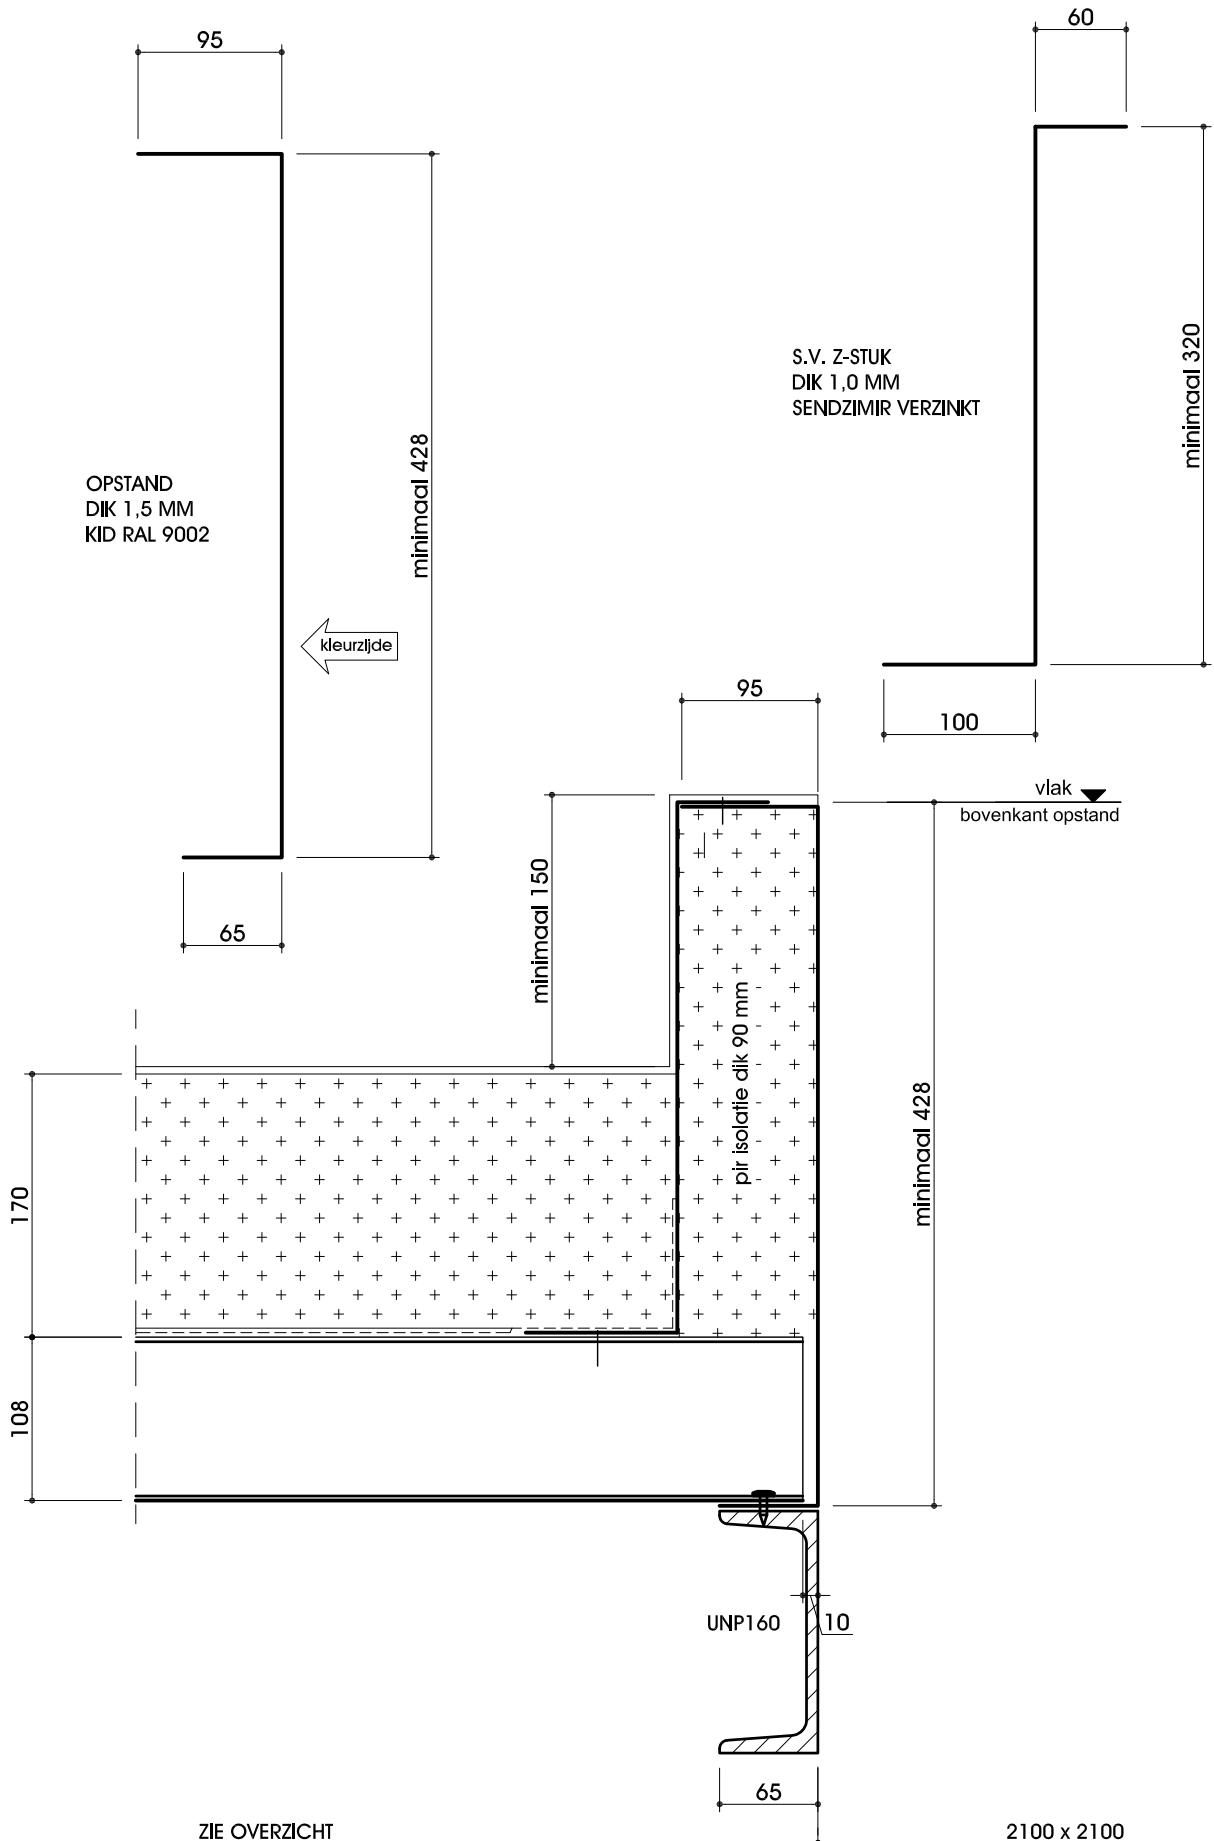 60
95
S.V. Z-STUK
DIK 1,0 MM
SENDZIMIR VERZINKT
minimaal 320
OPSTAND
DIK 1,5 MM
KID RAL 9002
minimaal 428
kleurzijde
95
100
vlak
bovenkant opstand
65
minimaal 150
pir isolatie dik 90 mm
minimaal 428
170
108
UNP160
10
65
ZIE OVERZICHT
2100 x 2100